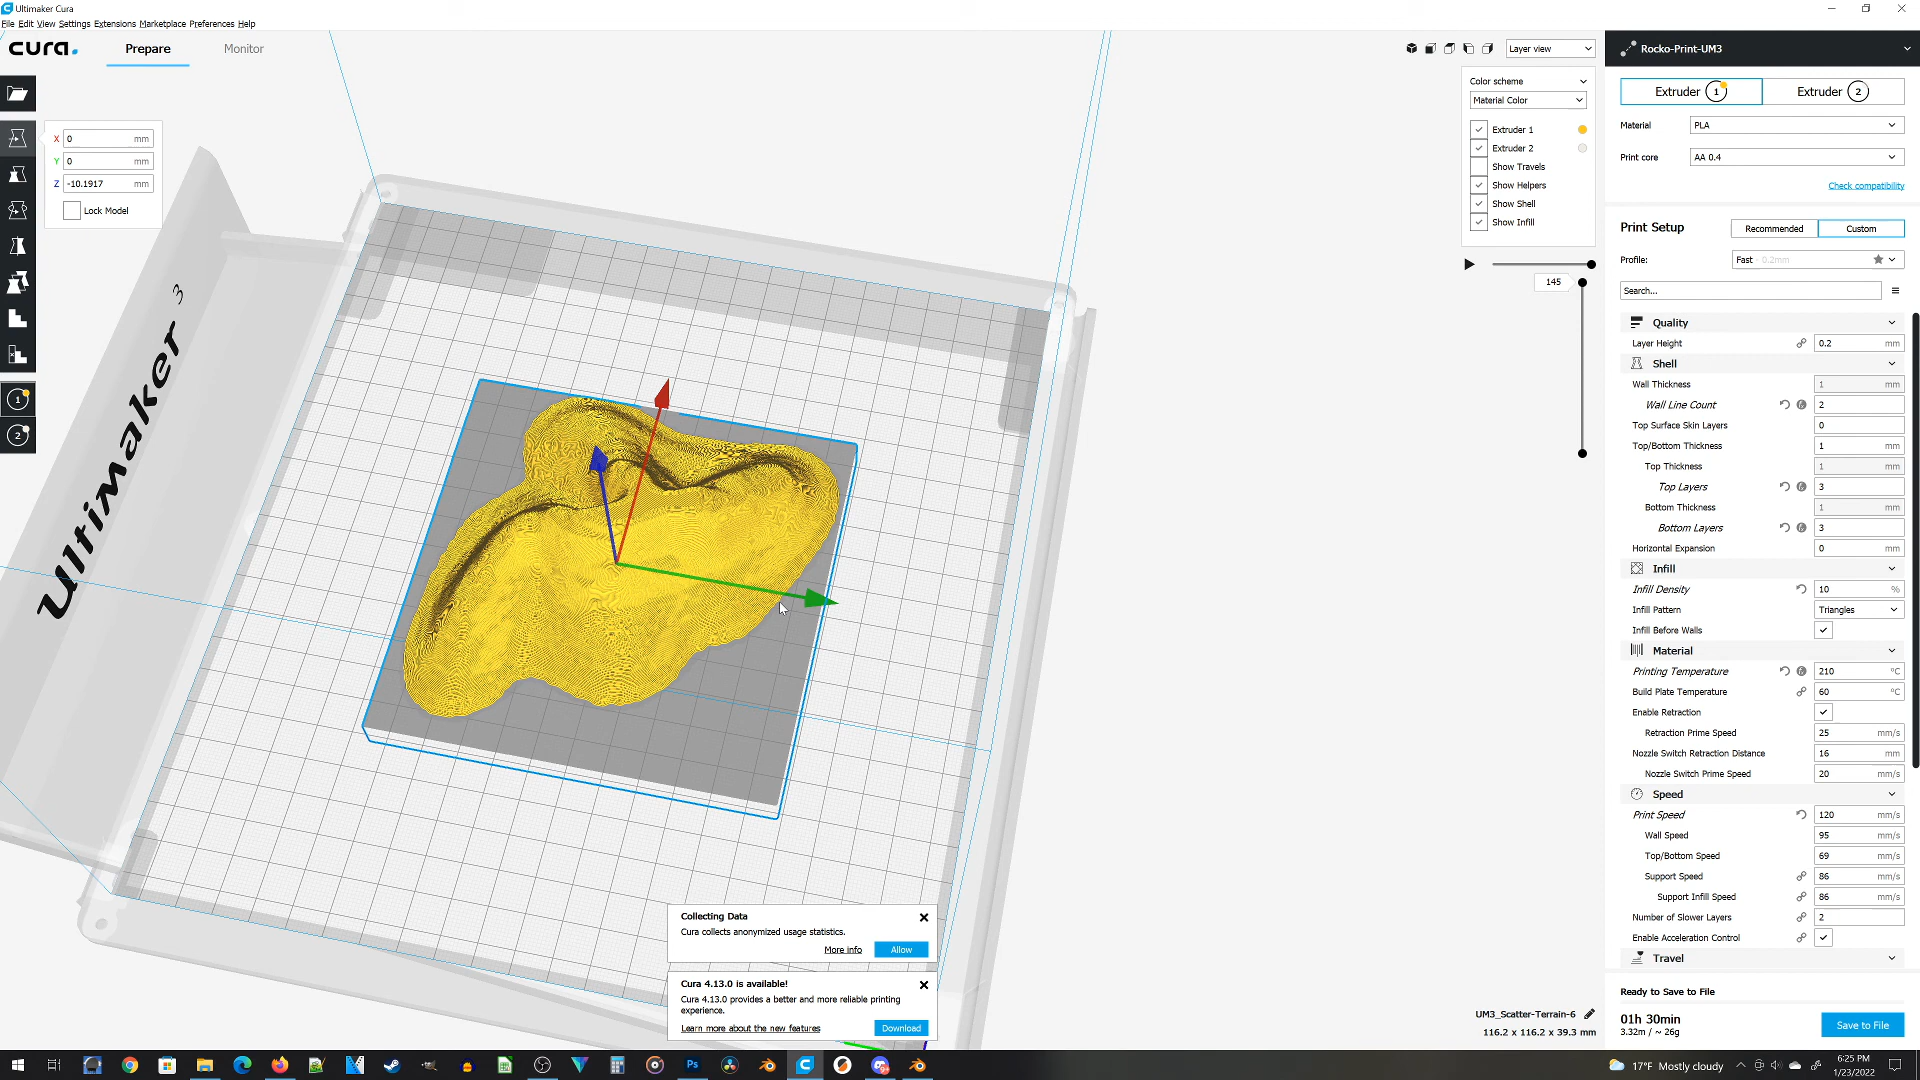 Ultimaker Cura
File Edit View Settings Extensions Marketplace Preferences Help
cura.
Prepare
Monitor
Layer view
X 0 mm
Y 0 mm
Z -10.1917 mm
Lock Model
1
2
Ultimaker 3
Color scheme
Material Color
Extruder 1
Extruder 2
Show Travels
Show Helpers
Show Shell
Show Infill
145
Rocko-Print-UM3
Extruder 1
Extruder 2
Material PLA
Print core AA 0.4
Check compatibility
Print Setup Recommended Custom
Profile: Fast - 0.2mm
Search...
Quality
Layer Height 0.2 mm
Shell
Wall Thickness 1 mm
Wall Line Count 2
Top Surface Skin Layers 0
Top/Bottom Thickness 1 mm
Top Thickness 1 mm
Top Layers 3
Bottom Thickness 1 mm
Bottom Layers 3
Horizontal Expansion 0 mm
Infill
Infill Density 10 %
Infill Pattern Triangles
Infill Before Walls
Material
Printing Temperature 210 °C
Build Plate Temperature 60 °C
Enable Retraction
Retraction Prime Speed 25 mm/s
Nozzle Switch Retraction Distance 16 mm
Nozzle Switch Prime Speed 20 mm/s
Speed
Print Speed 120 mm/s
Wall Speed 95 mm/s
Top/Bottom Speed 69 mm/s
Support Speed 86 mm/s
Support Infill Speed 86 mm/s
Number of Slower Layers 2
Enable Acceleration Control
Travel
Ready to Save to File
01h 30min
3.32m / ~ 26g
Save to File
UM3_Scatter-Terrain-6
116.2 x 116.2 x 39.3 mm
Collecting Data
Cura collects anonymized usage statistics.
More info Allow
Cura 4.13.0 is available!
Cura 4.13.0 provides a better and more reliable printing
experience.
Learn more about the new features Download
Ps
17°F Mostly cloudy
6:25 PM
1/23/2022